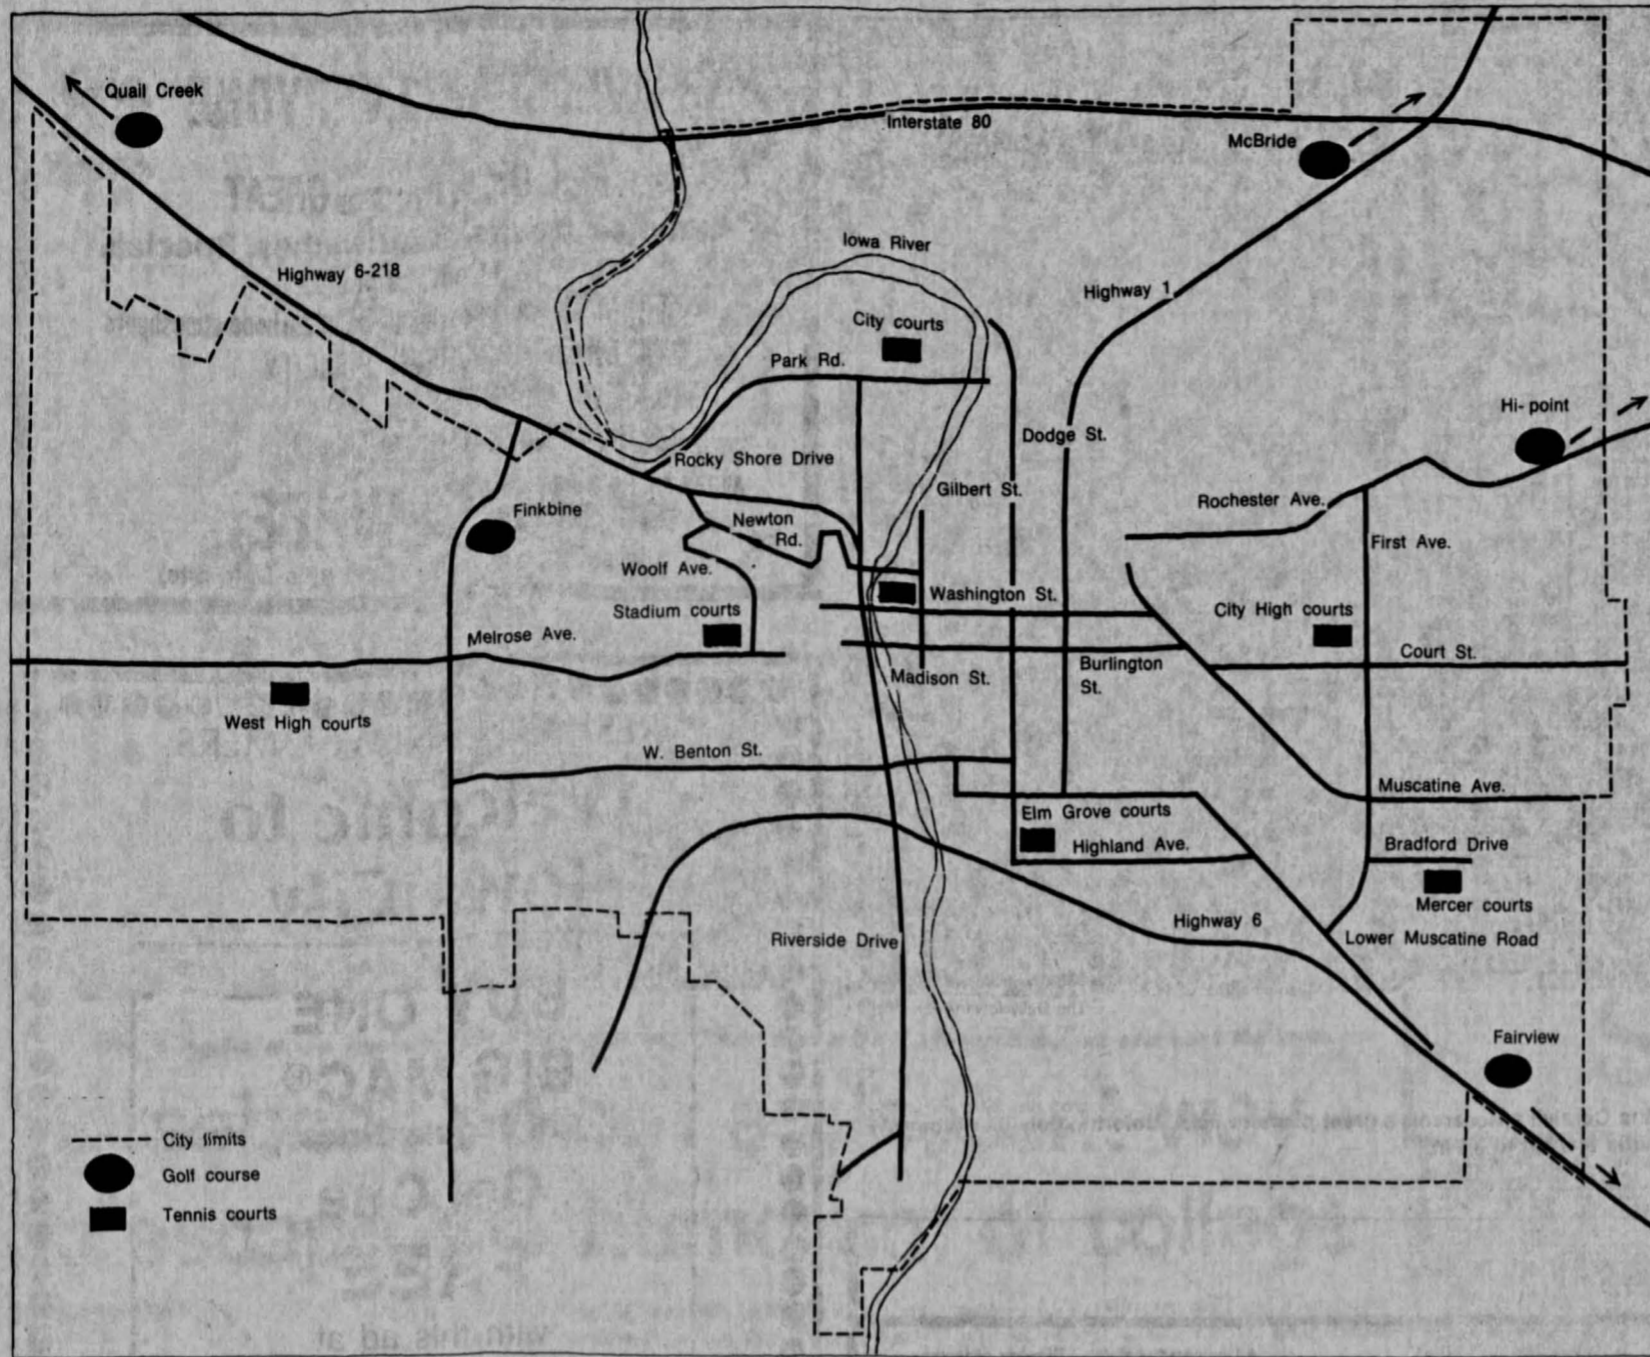 Quail Creek
Interstate 80
McBride
Highway 6-218
Iowa River
Highway 1
City courts
Park Rd.
Hi-point
Dodge St.
Rocky Shore Drive
Gilbert St.
Rochester Ave.
Finkbine
Newton
Rd.
First Ave.
Woolf Ave.
Washington St.
Stadium courts
City High courts
Melrose Ave.
Court St.
Burlington
St.
Madison St.
West High courts
W. Benton St.
Muscatine Ave.
Elm Grove courts
Highland Ave.
Bradford Drive
Mercer courts
Highway 6
Riverside Drive
Lower Muscatine Road
Fairview
City limits
Golf course
Tennis courts